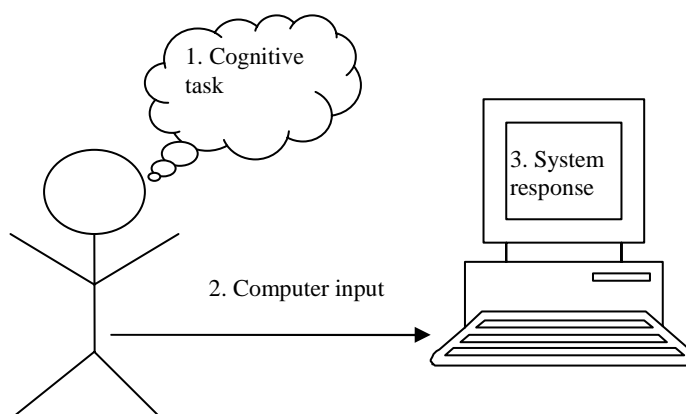 1. Cognitive
task
3. System
response
2. Computer input